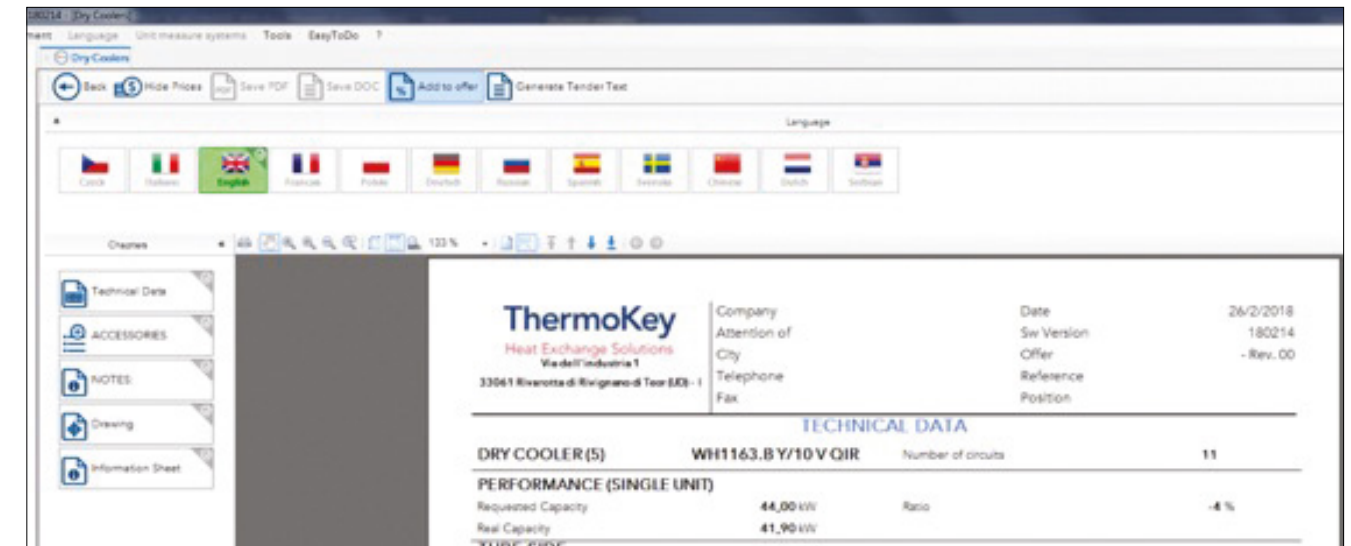 180214 - [Dry Coolers]
ment Language Unit measure systems Tools EasyToDo ?
Dry Coolers
Back Hide Prices Save PDF Save DOC Add to offer Generate Tender Text
Language
Czech Italiano English Francais Polski Deutsch Russian Spanish Svenska Chinese Dutch Serbian
Chapters 133 %
Technical Data
ACCESSORIES
NOTES:
Drawing
Information Sheet
ThermoKey
Heat Exchange Solutions
Via dell'industria 1
33061 Rivarotta di Rivignano di Teor (UD) - I
Company Date 26/2/2018
Attention of Sw Version 180214
City Offer - Rev. 00
Telephone Reference
Fax Position
TECHNICAL DATA
DRY COOLER (5) WH1163.B Y/10 V QIR Number of circuits 11
PERFORMANCE (SINGLE UNIT)
Requested Capacity 44,00 kW Ratio -4 %
Real Capacity 41,90 kW
TUBE SIDE